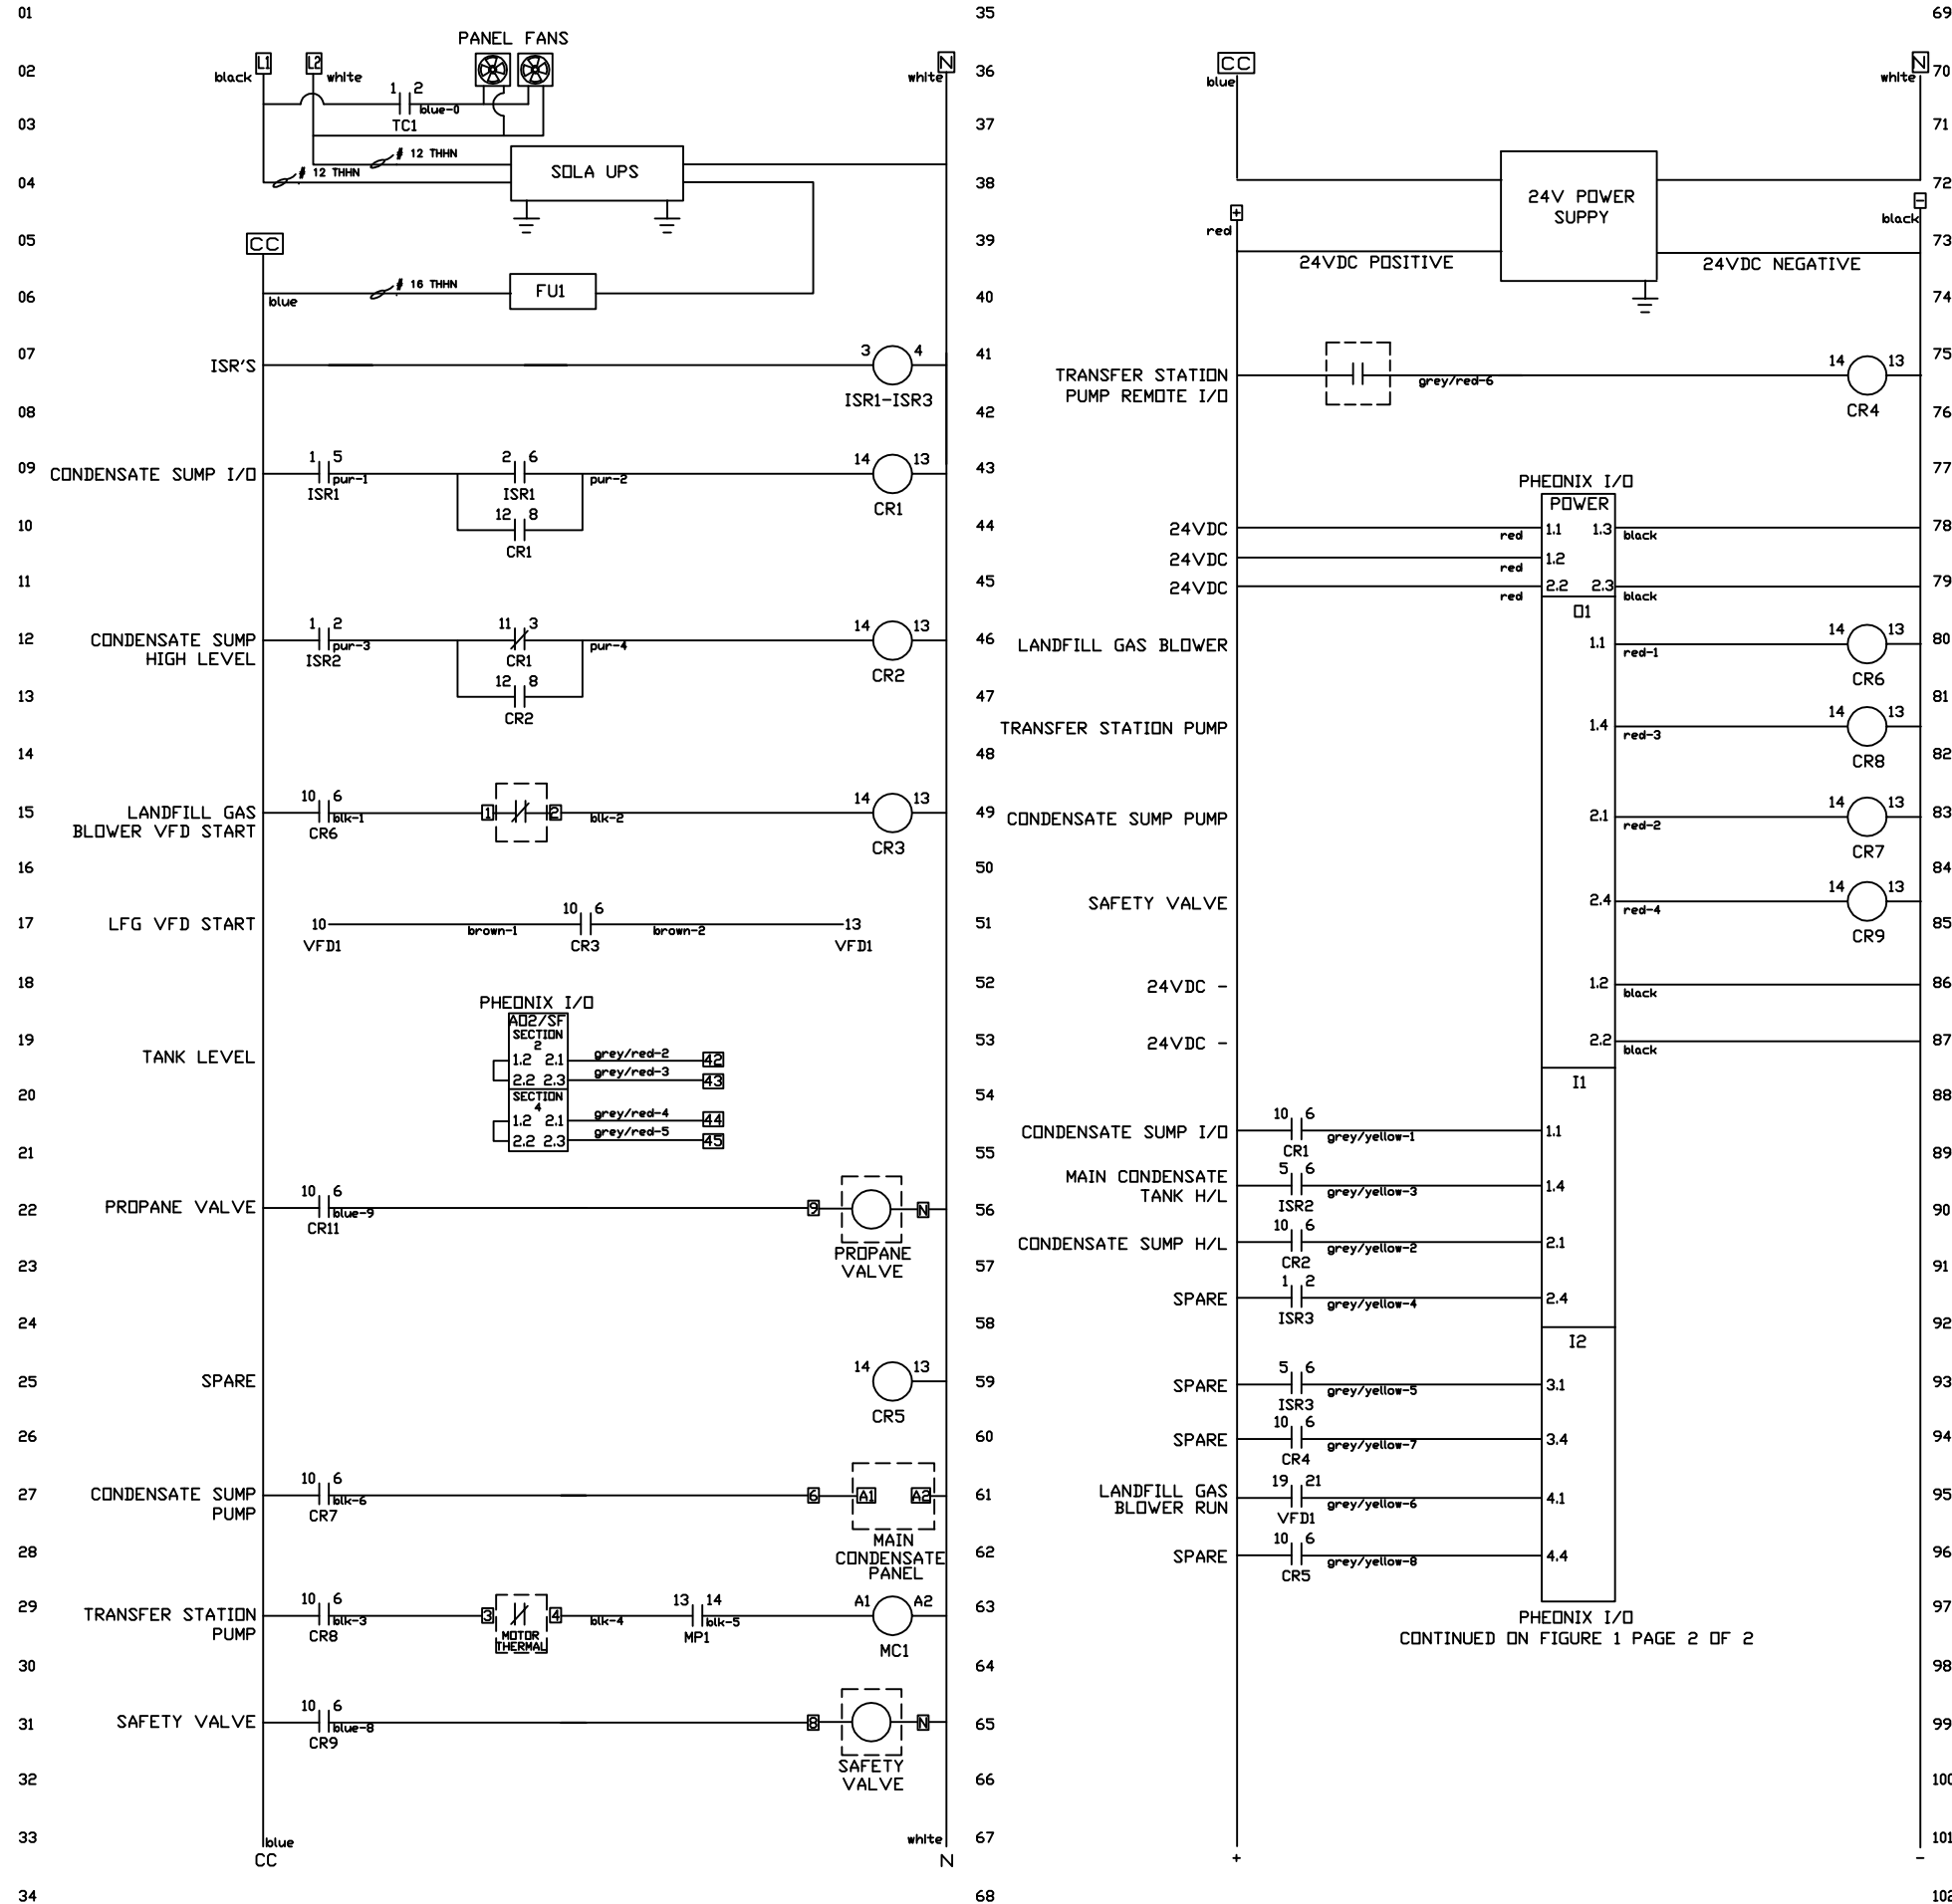 01
PANEL FANS
L1 L2 N
02
black white white
1 2
blue-0
TC1
03
# 12 THHN
# 12 THHN
SOLA UPS
04
05
CC
# 16 THHN
FU1
06
blue
07
ISR'S
3 4
ISR1-ISR3
08
09
CONDENSATE SUMP I/O
1 5
pur-1
ISR1
2 6
ISR1
pur-2
14 13
CR1
10
12 8
CR1
11
12
CONDENSATE SUMP
HIGH LEVEL
1 2
pur-3
ISR2
11 3
CR1
pur-4
14 13
CR2
13
12 8
CR2
14
15
LANDFILL GAS
BLOWER VFD START
10 6
blk-1
CR6
1 2
blk-2
14 13
CR3
16
17
LFG VFD START
10
VFD1
brown-1
10 6
CR3
brown-2
13
VFD1
18
PHEONIX I/O
AO2/SF
SECTION
2
19
TANK LEVEL
1.2 2.1
grey/red-2
42
2.2 2.3
grey/red-3
43
20
SECTION
4
1.2 2.1
grey/red-4
44
2.2 2.3
grey/red-5
45
21
22
PROPANE VALVE
10 6
blue-9
CR11
9 N
PROPANE
VALVE
23
24
25
SPARE
14 13
CR5
26
27
CONDENSATE SUMP
PUMP
10 6
blk-6
CR7
6 A1 A2
MAIN
CONDENSATE
PANEL
28
29
TRANSFER STATION
PUMP
10 6
blk-3
CR8
3 4
MOTOR
THERMAL
blk-4
13 14
blk-5
MP1
A1 A2
MC1
30
31
SAFETY VALVE
10 6
blue-8
CR9
8 N
SAFETY
VALVE
32
33
blue white
CC N
34
35
36
CC N
blue white
37
38
24V POWER
SUPPY
+ -
red black
39
24VDC POSITIVE
24VDC NEGATIVE
40
41
TRANSFER STATION
PUMP REMOTE I/O
grey/red-6
14 13
CR4
42
43
PHEONIX I/O
POWER
44
24VDC
red
1.1 1.3
black
24VDC
red
1.2
45
24VDC
red
2.2 2.3
black
O1
46
LANDFILL GAS BLOWER
1.1
red-1
14 13
CR6
47
TRANSFER STATION PUMP
1.4
red-3
14 13
CR8
48
49
CONDENSATE SUMP PUMP
2.1
red-2
14 13
CR7
50
SAFETY VALVE
2.4
red-4
14 13
CR9
51
52
24VDC -
1.2
black
53
24VDC -
2.2
black
I1
54
CONDENSATE SUMP I/O
10 6
CR1
grey/yellow-1
1.1
55
MAIN CONDENSATE
TANK H/L
5 6
ISR2
grey/yellow-3
1.4
56
CONDENSATE SUMP H/L
10 6
CR2
grey/yellow-2
2.1
57
SPARE
1 2
ISR3
grey/yellow-4
2.4
58
I2
59
SPARE
5 6
ISR3
grey/yellow-5
3.1
60
SPARE
10 6
CR4
grey/yellow-7
3.4
61
LANDFILL GAS
BLOWER RUN
19 21
VFD1
grey/yellow-6
4.1
62
SPARE
10 6
CR5
grey/yellow-8
4.4
63
PHEONIX I/O
CONTINUED ON FIGURE 1 PAGE 2 OF 2
64
65
66
67
+ -
68
69
70
71
72
73
74
75
76
77
78
79
80
81
82
83
84
85
86
87
88
89
90
91
92
93
94
95
96
97
98
99
100
101
102